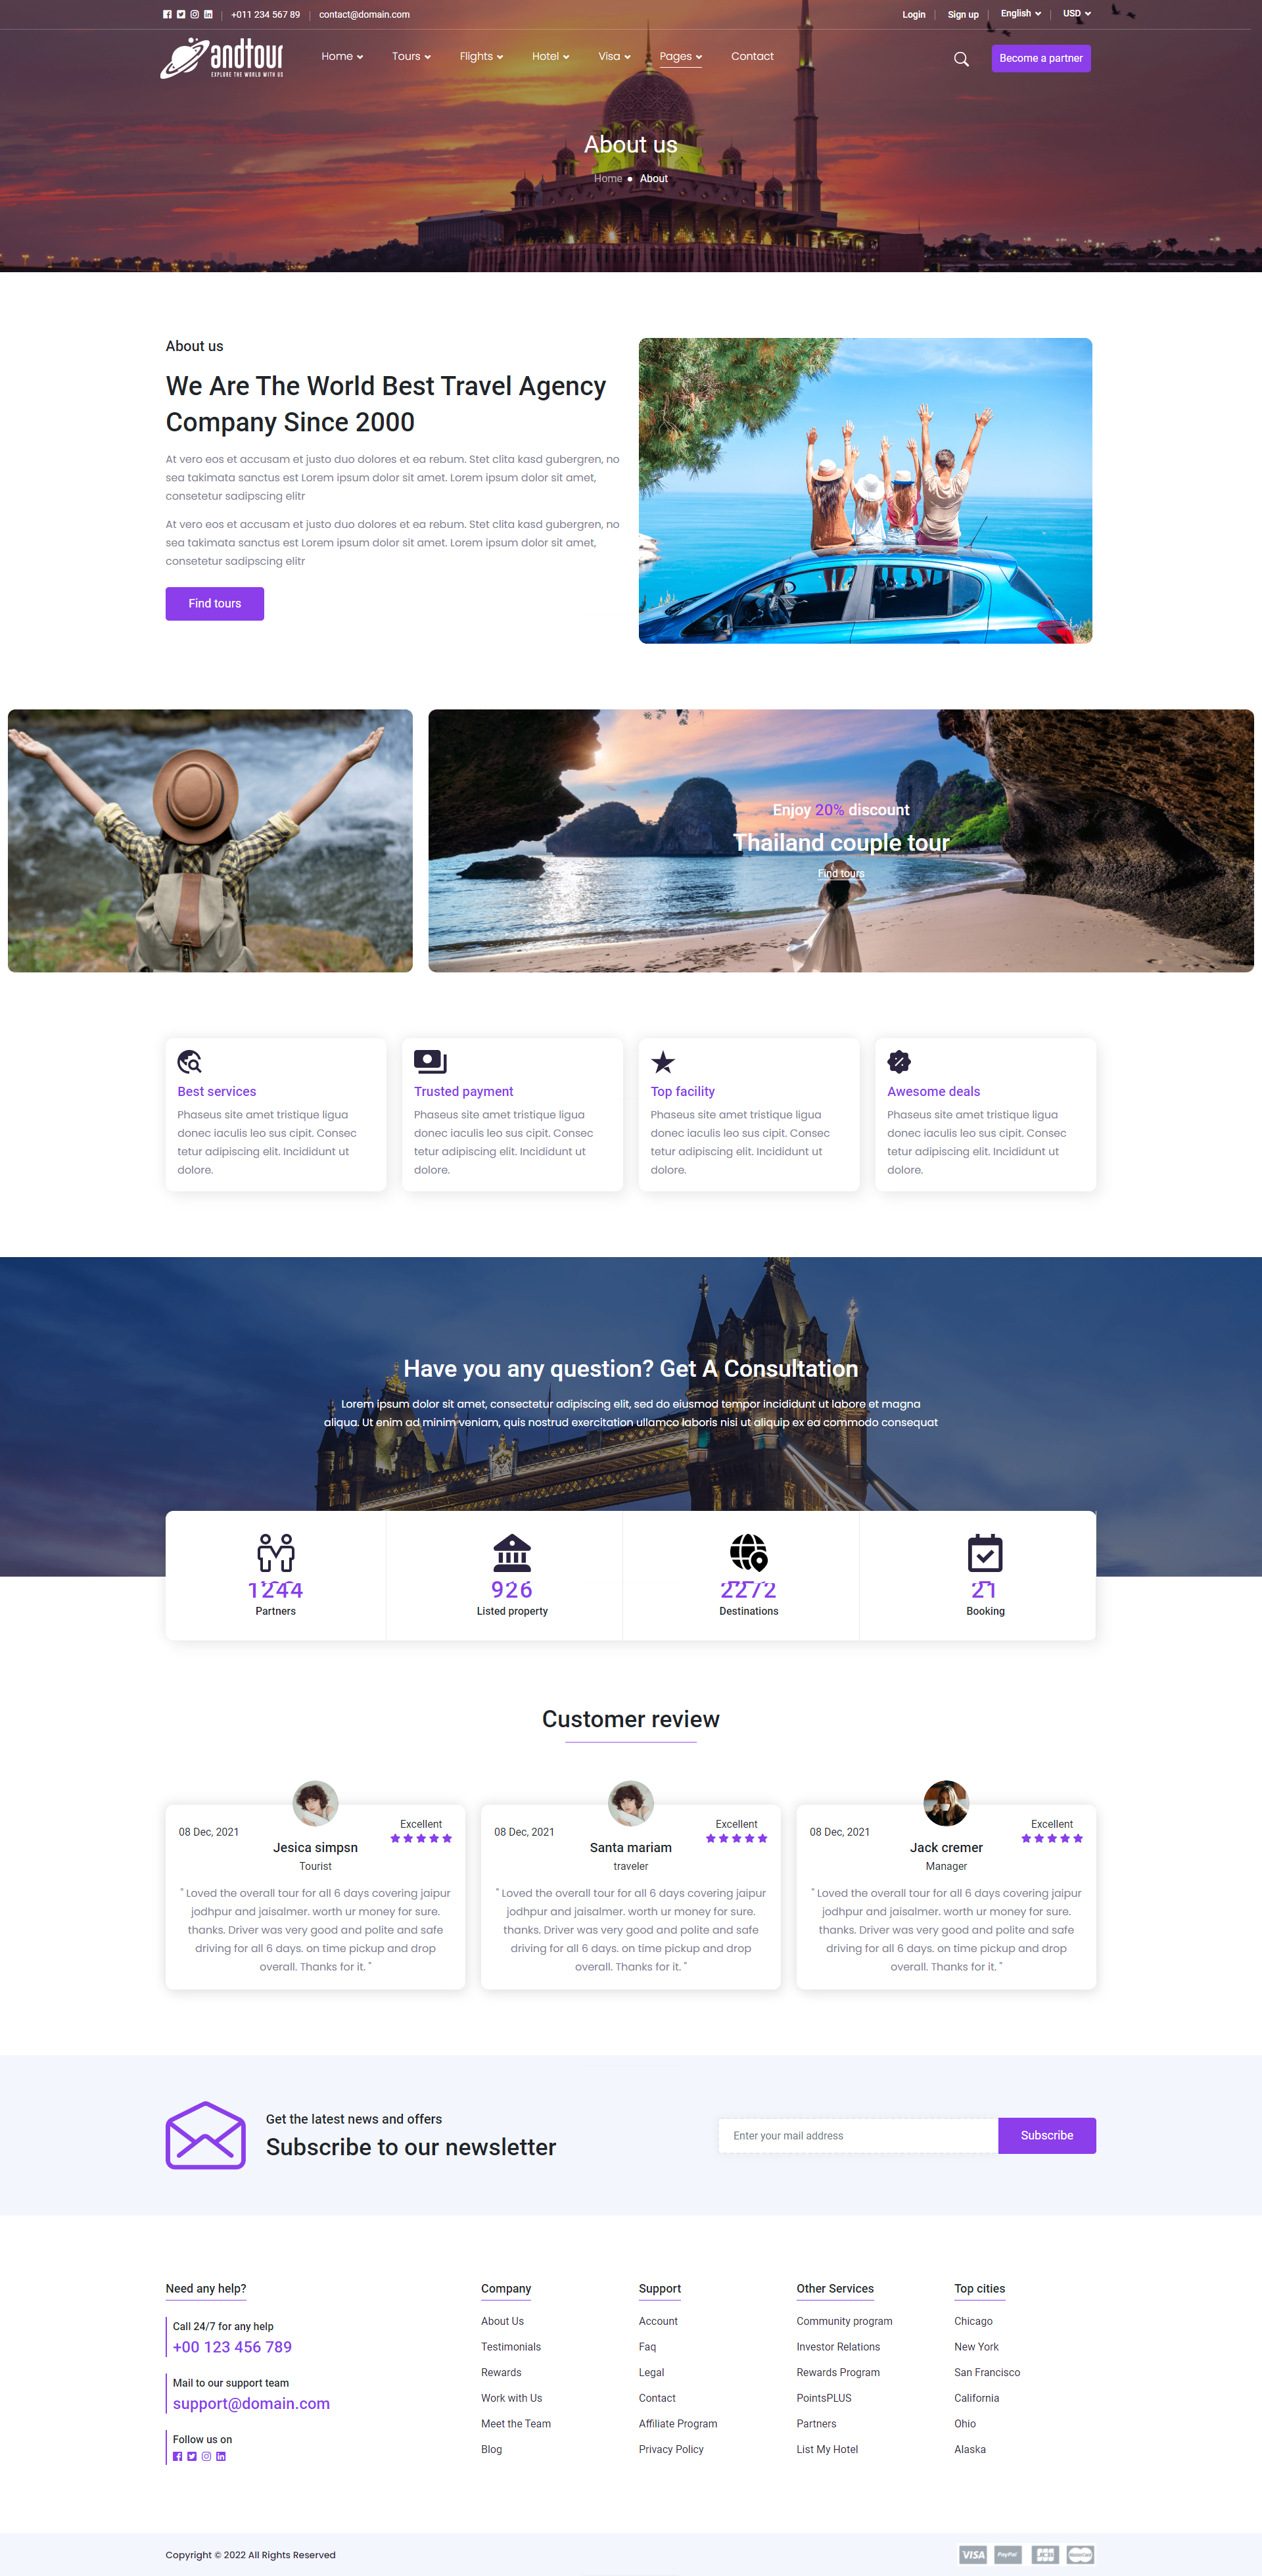 +011 234 567 89
contact@domain.com
Login
Sign up
English
USD
andtour
EXPLORE THE WORLD WITH US
Home
Tours
Flights
Hotel
Visa
Pages
Contact
Become a partner
About us
Home
About
About us
We Are The World Best Travel Agency
Company Since 2000
At vero eos et accusam et justo duo dolores et ea rebum. Stet clita kasd gubergren, no
sea takimata sanctus est Lorem ipsum dolor sit amet. Lorem ipsum dolor sit amet,
consetetur sadipscing elitr
At vero eos et accusam et justo duo dolores et ea rebum. Stet clita kasd gubergren, no
sea takimata sanctus est Lorem ipsum dolor sit amet. Lorem ipsum dolor sit amet,
consetetur sadipscing elitr
Find tours
Enjoy 20% discount
Thailand couple tour
Find tours
Best services
Phaseus site amet tristique ligua
donec iaculis leo sus cipit. Consec
tetur adipiscing elit. Incididunt ut
dolore.
Trusted payment
Phaseus site amet tristique ligua
donec iaculis leo sus cipit. Consec
tetur adipiscing elit. Incididunt ut
dolore.
Top facility
Phaseus site amet tristique ligua
donec iaculis leo sus cipit. Consec
tetur adipiscing elit. Incididunt ut
dolore.
Awesome deals
Phaseus site amet tristique ligua
donec iaculis leo sus cipit. Consec
tetur adipiscing elit. Incididunt ut
dolore.
Have you any question? Get A Consultation
Lorem ipsum dolor sit amet, consectetur adipiscing elit, sed do eiusmod tempor incididunt ut labore et magna
aliqua. Ut enim ad minim veniam, quis nostrud exercitation ullamco laboris nisi ut aliquip ex ea commodo consequat
1244
Partners
926
Listed property
2272
Destinations
21
Booking
Customer review
08 Dec, 2021
Excellent
Jesica simpsn
Tourist
" Loved the overall tour for all 6 days covering jaipur
jodhpur and jaisalmer. worth ur money for sure.
thanks. Driver was very good and polite and safe
driving for all 6 days. on time pickup and drop
overall. Thanks for it. "
08 Dec, 2021
Excellent
Santa mariam
traveler
" Loved the overall tour for all 6 days covering jaipur
jodhpur and jaisalmer. worth ur money for sure.
thanks. Driver was very good and polite and safe
driving for all 6 days. on time pickup and drop
overall. Thanks for it. "
08 Dec, 2021
Excellent
Jack cremer
Manager
" Loved the overall tour for all 6 days covering jaipur
jodhpur and jaisalmer. worth ur money for sure.
thanks. Driver was very good and polite and safe
driving for all 6 days. on time pickup and drop
overall. Thanks for it. "
Get the latest news and offers
Subscribe to our newsletter
Enter your mail address
Subscribe
Need any help?
Call 24/7 for any help
+00 123 456 789
Mail to our support team
support@domain.com
Follow us on
Company
About Us
Testimonials
Rewards
Work with Us
Meet the Team
Blog
Support
Account
Faq
Legal
Contact
Affiliate Program
Privacy Policy
Other Services
Community program
Investor Relations
Rewards Program
PointsPLUS
Partners
List My Hotel
Top cities
Chicago
New York
San Francisco
California
Ohio
Alaska
Copyright © 2022 All Rights Reserved
VISA
PayPal
JCB
MasterCard